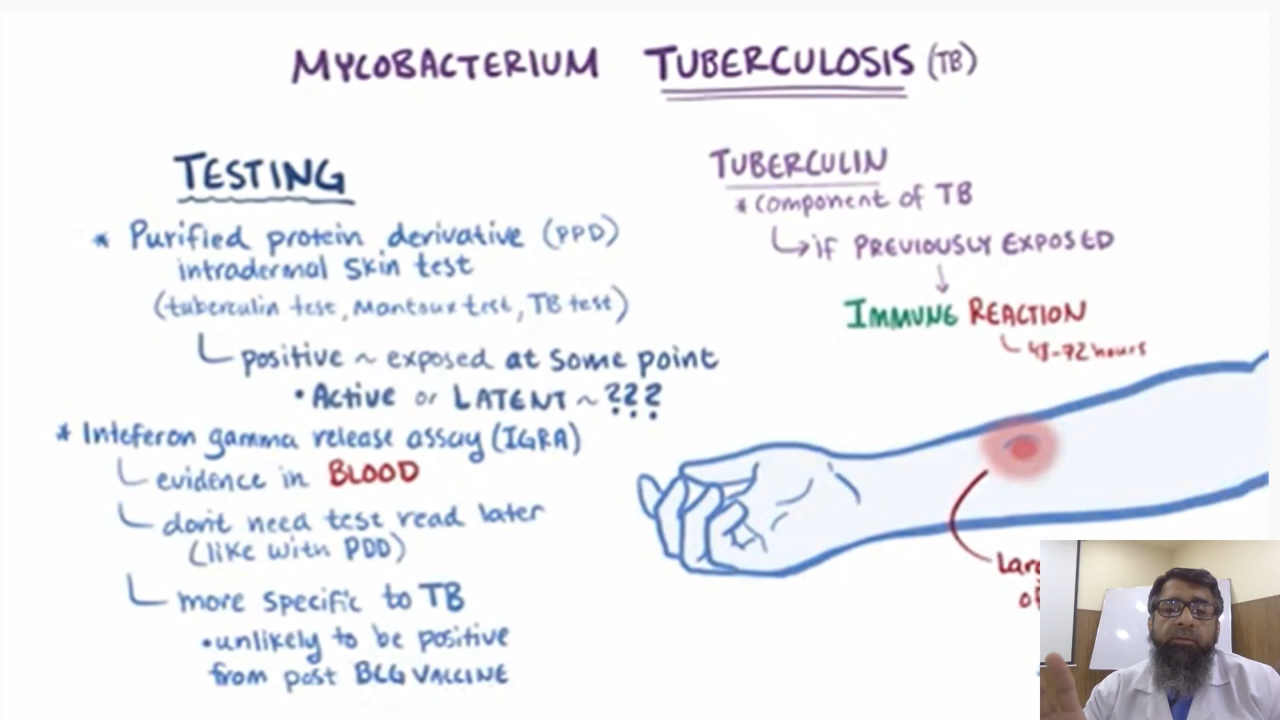 MYCOBACTERIUM TUBERCULOSIS (TB)
TESTING
* Purified protein derivative (PPD)
intradermal skin test
(tuberculin test, Mantoux test, TB test)
positive ~ exposed at some point
• Active or LATENT ~ ???
* Inteferon gamma release assay (IGRA)
evidence in BLOOD
don't need test read later
(like with PDD)
more specific to TB
• unlikely to be positive
from past BCG VACCINE
TUBERCULIN
* component of TB
if PREVIOUSLY EXPOSED
IMMUNE REACTION
48-72 hours